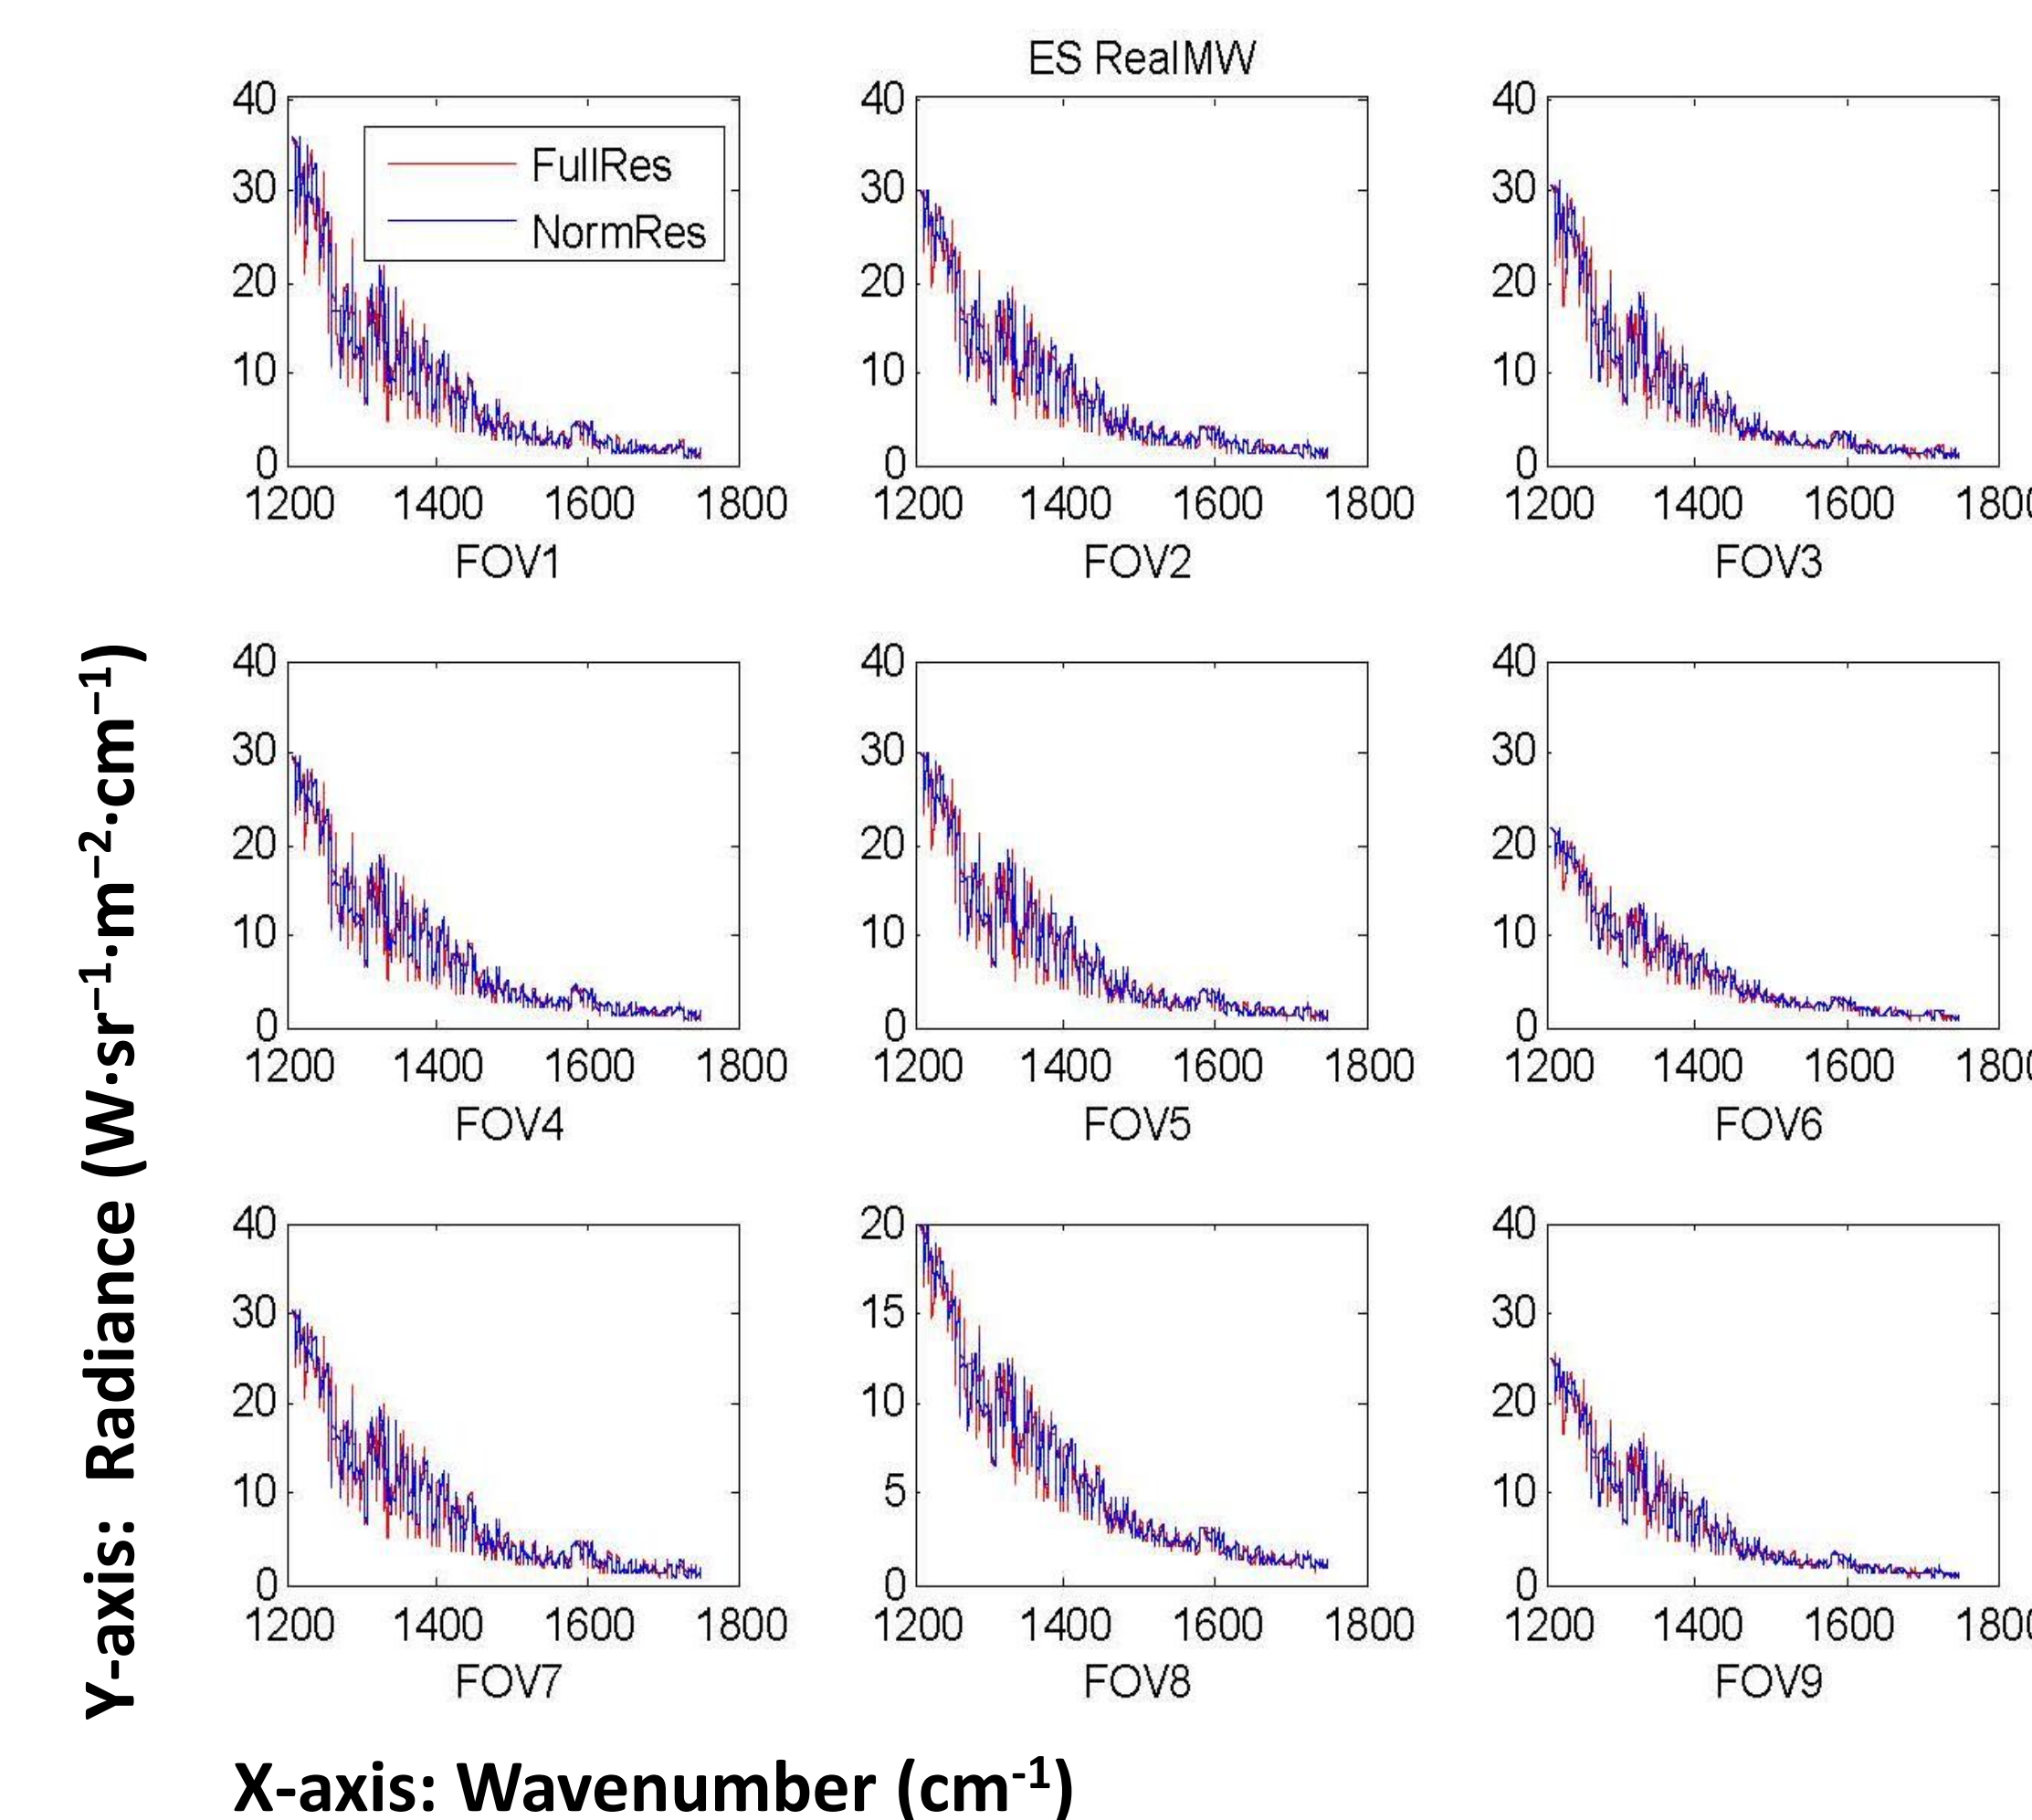 ES RealMW
40 30 20 10 0
FullRes
NormRes
1200 1400 1600 1800
FOV1
40 30 20 10 0
1200 1400 1600 1800
FOV2
40 30 20 10 0
1200 1400 1600
FOV3
40 30 20 10 0
1200 1400 1600 1800
FOV4
40 30 20 10 0
1200 1400 1600 1800
FOV5
40 30 20 10 0
1200 1400 1600
FOV6
40 30 20 10 0
1200 1400 1600 1800
FOV7
20 15 10 5 0
1200 1400 1600 1800
FOV8
40 30 20 10 0
1200 1400 1600
FOV9
Y-axis: Radiance (W·sr⁻¹·m⁻²·cm⁻¹)
X-axis: Wavenumber (cm⁻¹)